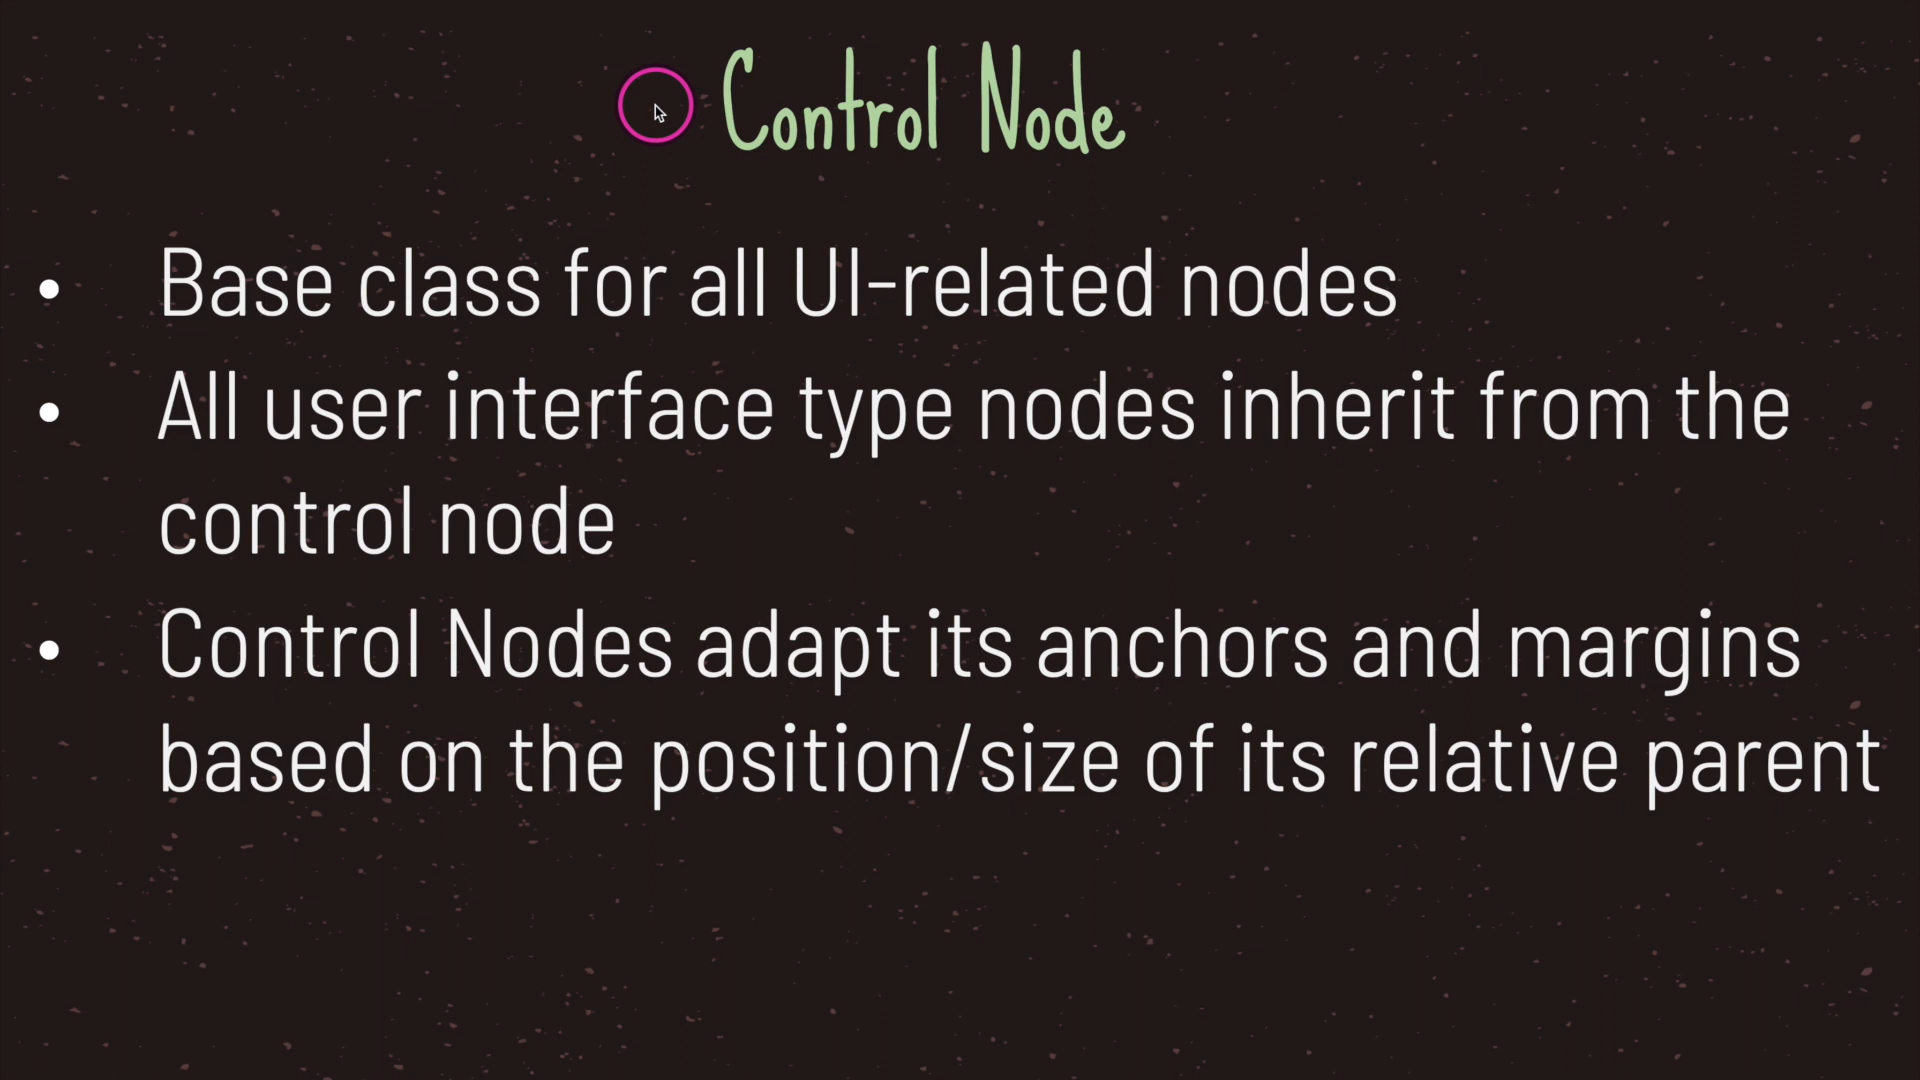 Control Node
• Base class for all UI-related nodes
• All user interface type nodes inherit from the
control node
• Control Nodes adapt its anchors and margins
based on the position/size of its relative parent